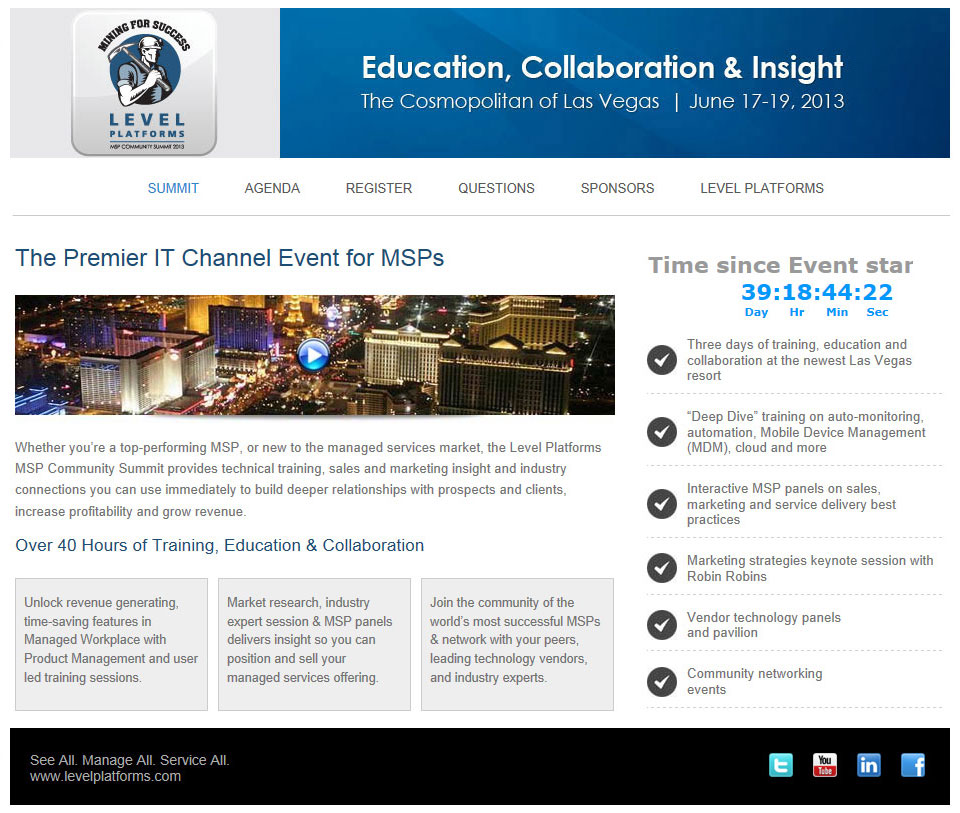 MINING FOR SUCCESS
LEVEL
PLATFORMS
MSP COMMUNITY SUMMIT 2013
Education, Collaboration & Insight
The Cosmopolitan of Las Vegas | June 17-19, 2013
SUMMIT AGENDA REGISTER QUESTIONS SPONSORS LEVEL PLATFORMS
The Premier IT Channel Event for MSPs
Whether you're a top-performing MSP, or new to the managed services market, the Level Platforms
MSP Community Summit provides technical training, sales and marketing insight and industry
connections you can use immediately to build deeper relationships with prospects and clients,
increase profitability and grow revenue.
Over 40 Hours of Training, Education & Collaboration
Unlock revenue generating,
time-saving features in
Managed Workplace with
Product Management and user
led training sessions.
Market research, industry
expert session & MSP panels
delivers insight so you can
position and sell your
managed services offering.
Join the community of the
world's most successful MSPs
& network with your peers,
leading technology vendors,
and industry experts.
Time since Event star
39:18:44:22
Day Hr Min Sec
Three days of training, education and
collaboration at the newest Las Vegas
resort
“Deep Dive” training on auto-monitoring,
automation, Mobile Device Management
(MDM), cloud and more
Interactive MSP panels on sales,
marketing and service delivery best
practices
Marketing strategies keynote session with
Robin Robins
Vendor technology panels
and pavilion
Community networking
events
See All. Manage All. Service All.
www.levelplatforms.com
You
Tube
in